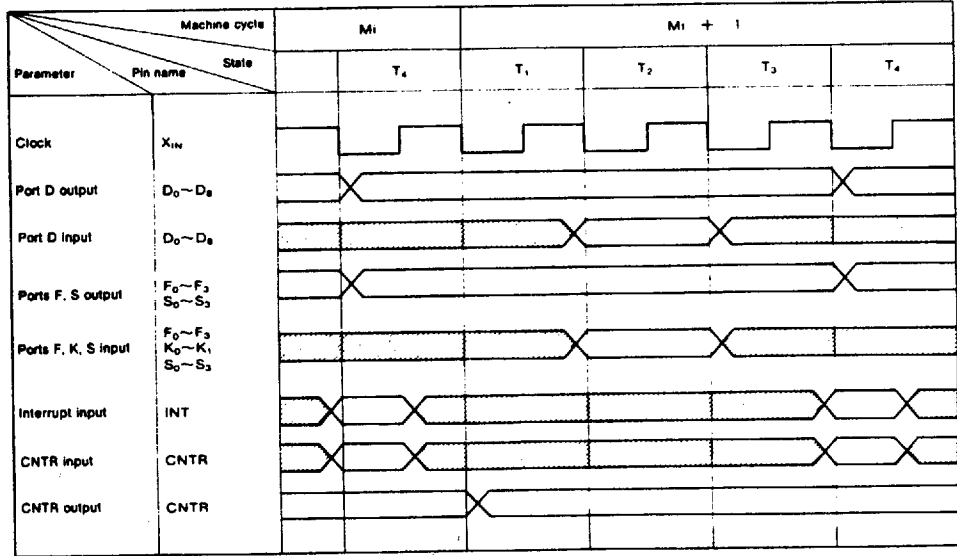 Machine cycle Mi Mi + 1
State
Parameter Pin name T₄ T₁ T₂ T₃ T₄
Clock X_IN
Port D output D₀~D₈
Port D input D₀~D₈
Ports F, S output F₀~F₃
S₀~S₃
Ports F, K, S input F₀~F₃
K₀~K₁
S₀~S₃
Interrupt input INT
CNTR input CNTR
CNTR output CNTR